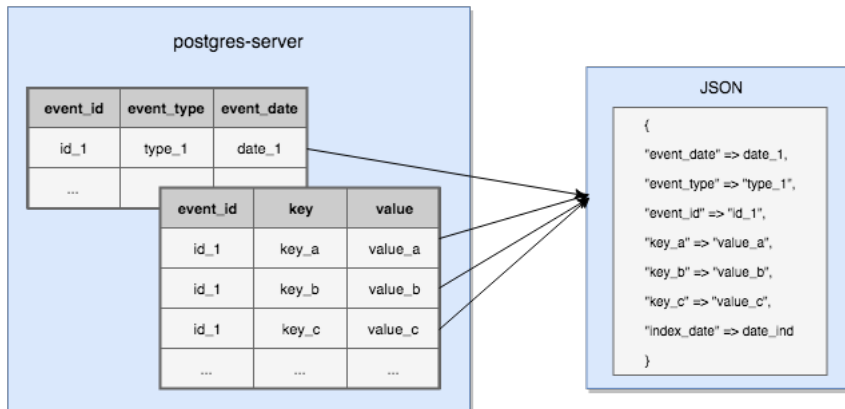 postgres-server
event_id event_type event_date
id_1 type_1 date_1
...
event_id key value
id_1 key_a value_a
id_1 key_b value_b
id_1 key_c value_c
... ... ...
JSON
{
"event_date" => date_1,
"event_type" => "type_1",
"event_id" => "id_1",
"key_a" => "value_a",
"key_b" => "value_b",
"key_c" => "value_c",
"index_date" => date_ind
}